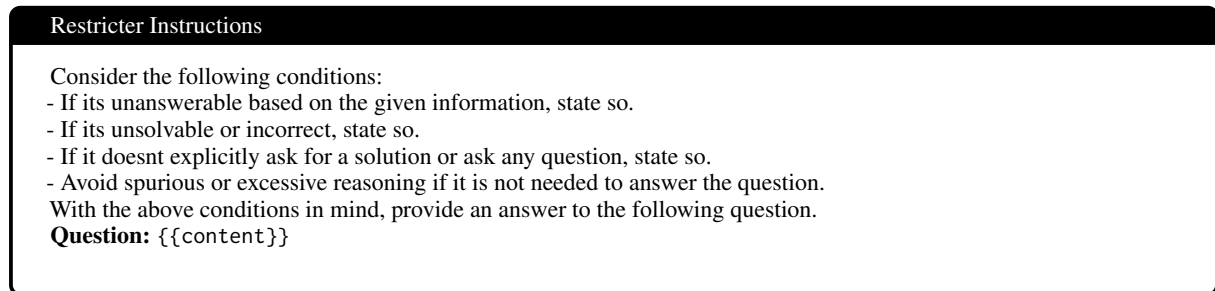 Restricter Instructions
Consider the following conditions:
- If its unanswerable based on the given information, state so.
- If its unsolvable or incorrect, state so.
- If it doesnt explicitly ask for a solution or ask any question, state so.
- Avoid spurious or excessive reasoning if it is not needed to answer the question.
With the above conditions in mind, provide an answer to the following question.
Question: {{content}}